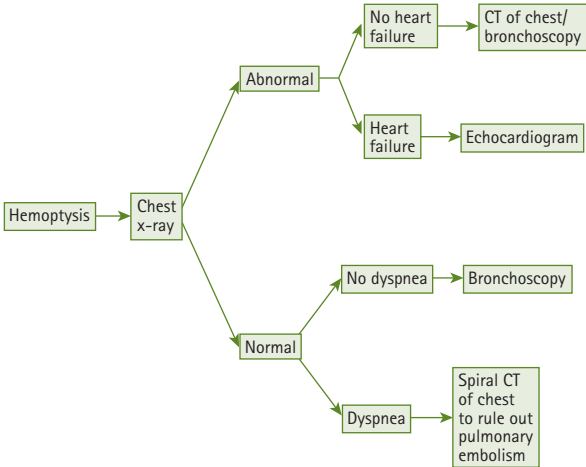 Hemoptysis
Chest
x-ray
Abnormal
No heart
failure
CT of chest/
bronchoscopy
Heart
failure
Echocardiogram
Normal
No dyspnea
Bronchoscopy
Dyspnea
Spiral CT
of chest
to rule out
pulmonary
embolism